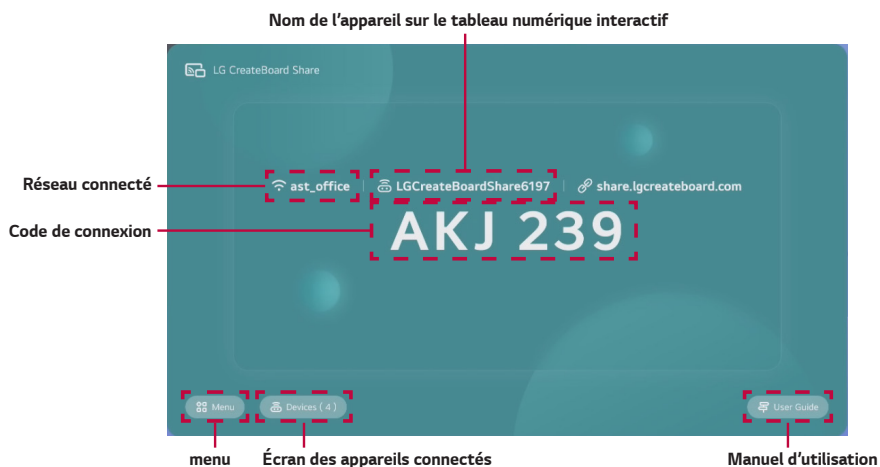 Nom de l’appareil sur le tableau numérique interactif
LG CreateBoard Share
Réseau connecté
ast_office
LGCreateBoardShare6197
share.lgcreateboard.com
Code de connexion
AKJ 239
Menu
Devices ( 4 )
User Guide
menu
Écran des appareils connectés
Manuel d’utilisation